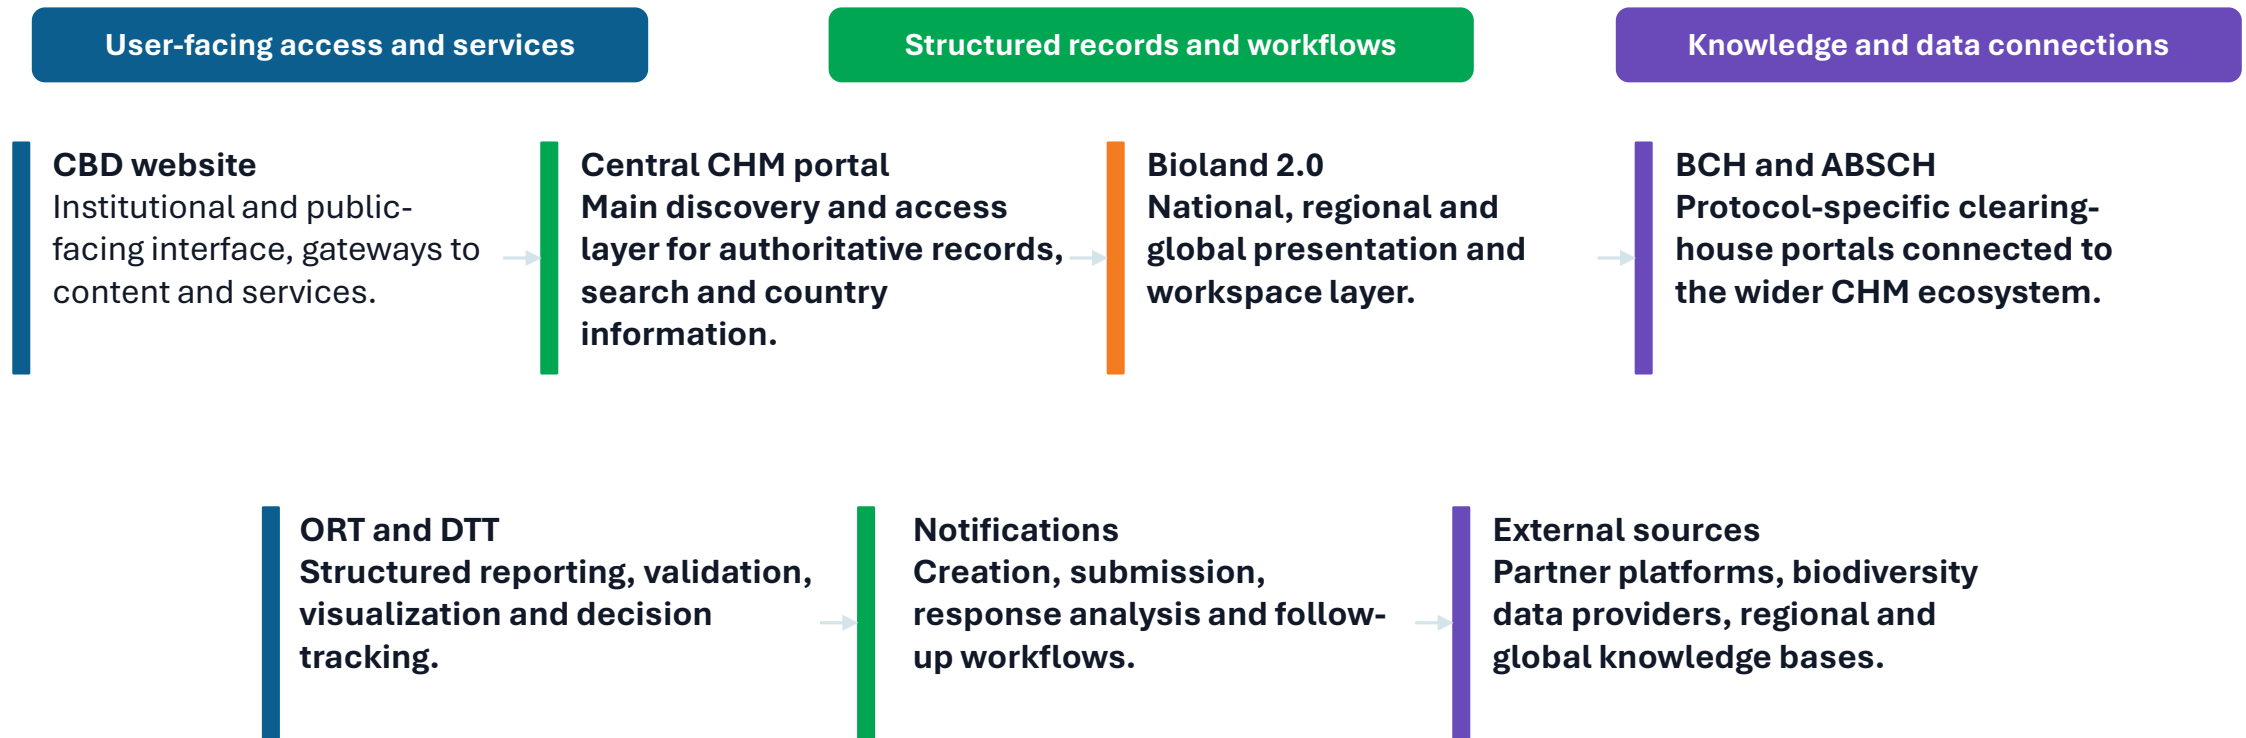 User-facing access and services
Structured records and workflows
Knowledge and data connections
CBD website
Institutional and public-
facing interface, gateways to
content and services.
Central CHM portal
Main discovery and access
layer for authoritative records,
search and country
information.
Bioland 2.0
National, regional and
global presentation and
workspace layer.
BCH and ABSCH
Protocol-specific clearing-
house portals connected to
the wider CHM ecosystem.
ORT and DTT
Structured reporting, validation,
visualization and decision
tracking.
Notifications
Creation, submission,
response analysis and follow-
up workflows.
External sources
Partner platforms, biodiversity
data providers, regional and
global knowledge bases.